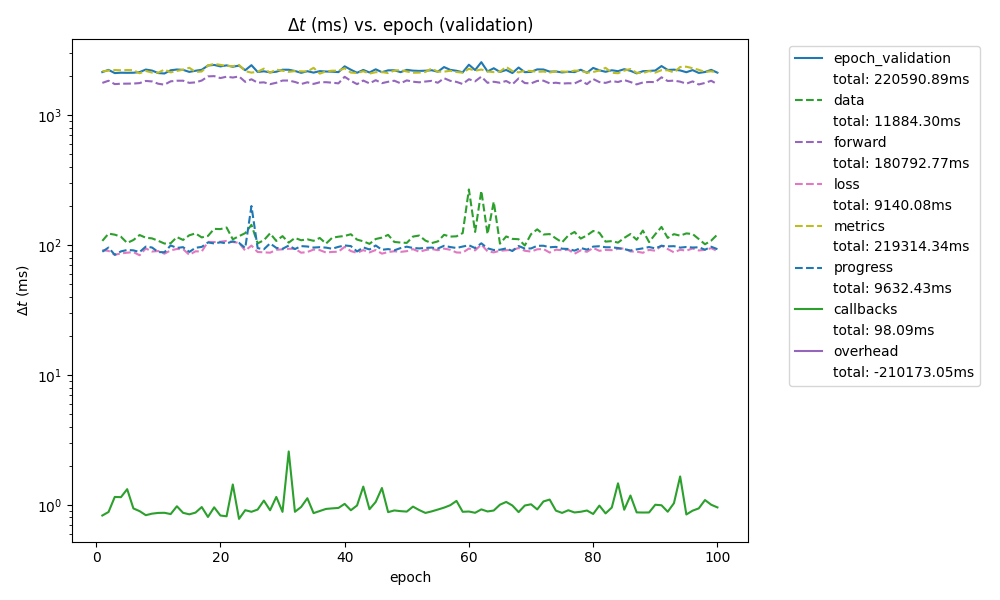 Δt (ms) vs. epoch (validation)
Δt (ms)
10³
10²
10¹
10⁰
0 20 40 60 80 100
epoch
epoch_validation
total: 220590.89ms
data
total: 11884.30ms
forward
total: 180792.77ms
loss
total: 9140.08ms
metrics
total: 219314.34ms
progress
total: 9632.43ms
callbacks
total: 98.09ms
overhead
total: -210173.05ms